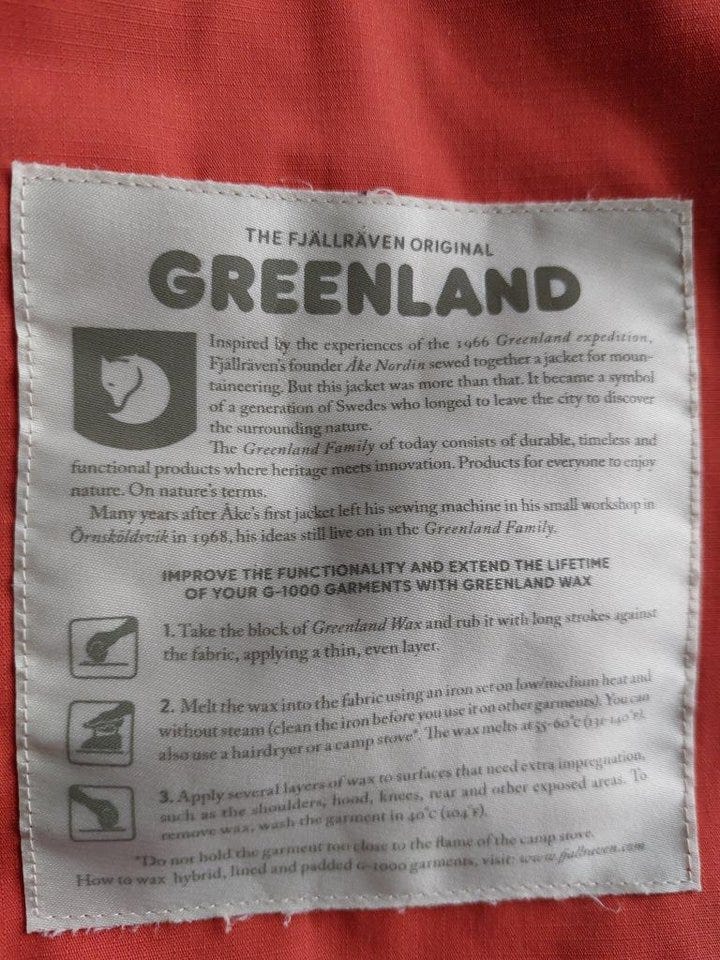 THE FJÄLLRÄVEN ORIGINAL
GREENLAND
Inspired by the experiences of the 1966 Greenland expedition,
Fjällräven's founder Åke Nordin sewed together a jacket for moun-
taineering. But this jacket was more than that. It became a symbol
of a generation of Swedes who longed to leave the city to discover
the surrounding nature.
The Greenland Family of today consists of durable, timeless and
functional products where heritage meets innovation. Products for everyone to enjoy
nature. On nature's terms.
Many years after Åke's first jacket left his sewing machine in his small workshop in
Örnsköldsvik in 1968, his ideas still live on in the Greenland Family.
IMPROVE THE FUNCTIONALITY AND EXTEND THE LIFETIME
OF YOUR G-1000 GARMENTS WITH GREENLAND WAX
1. Take the block of Greenland Wax and rub it with long strokes against
the fabric, applying a thin, even layer.
2. Melt the wax into the fabric using an iron set on low/medium heat and
without steam (clean the iron before you use it on other garments). You can
also use a hairdryer or a camp stove*. The wax melts at 55-60°C (131-140°F).
3. Apply several layers of wax to surfaces that need extra impregnation,
such as the shoulders, hood, knees, rear and other exposed areas. To
remove wax, wash the garment in 40°C (104°F).
*Do not hold the garment too close to the flame of the camp stove.
How to wax hybrid, lined and padded G-1000 garments, visit: www.fjallraven.com